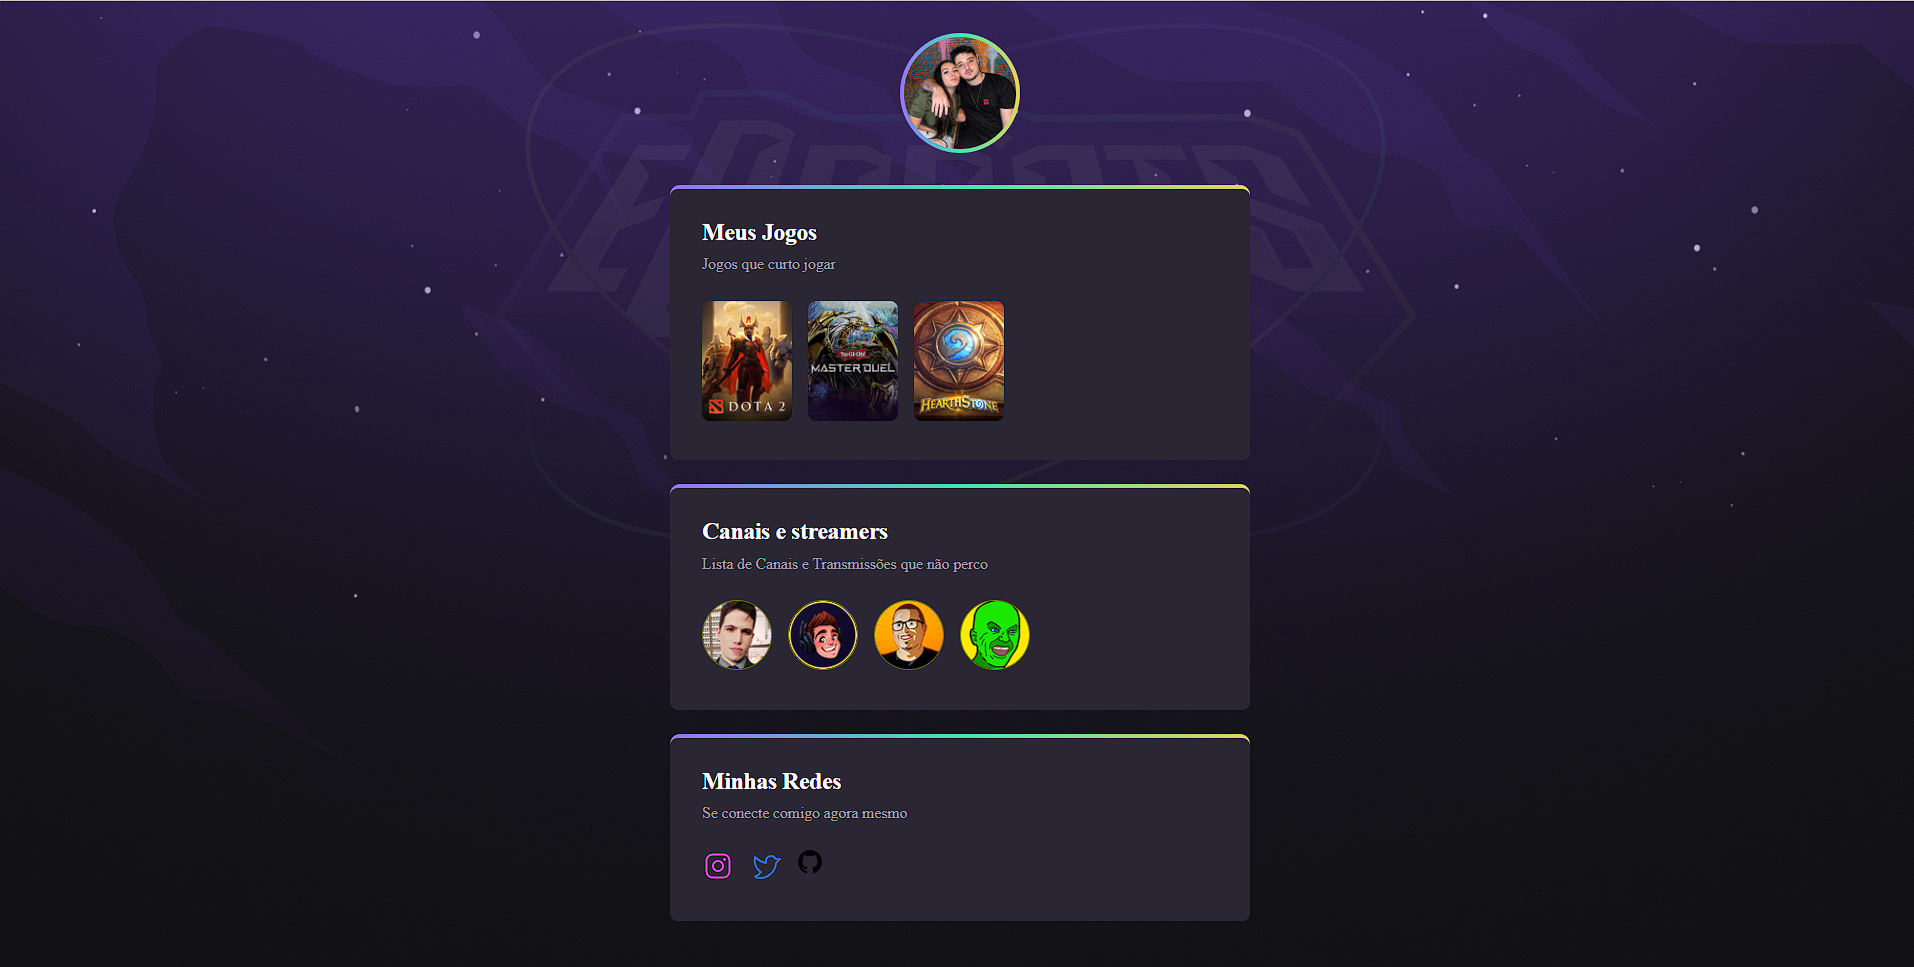 Meus Jogos
Jogos que curto jogar
DOTA 2
Yu-Gi-Oh!
MASTER DUEL
HEARTHSTONE
Canais e streamers
Lista de Canais e Transmissões que não perco
Minhas Redes
Se conecte comigo agora mesmo